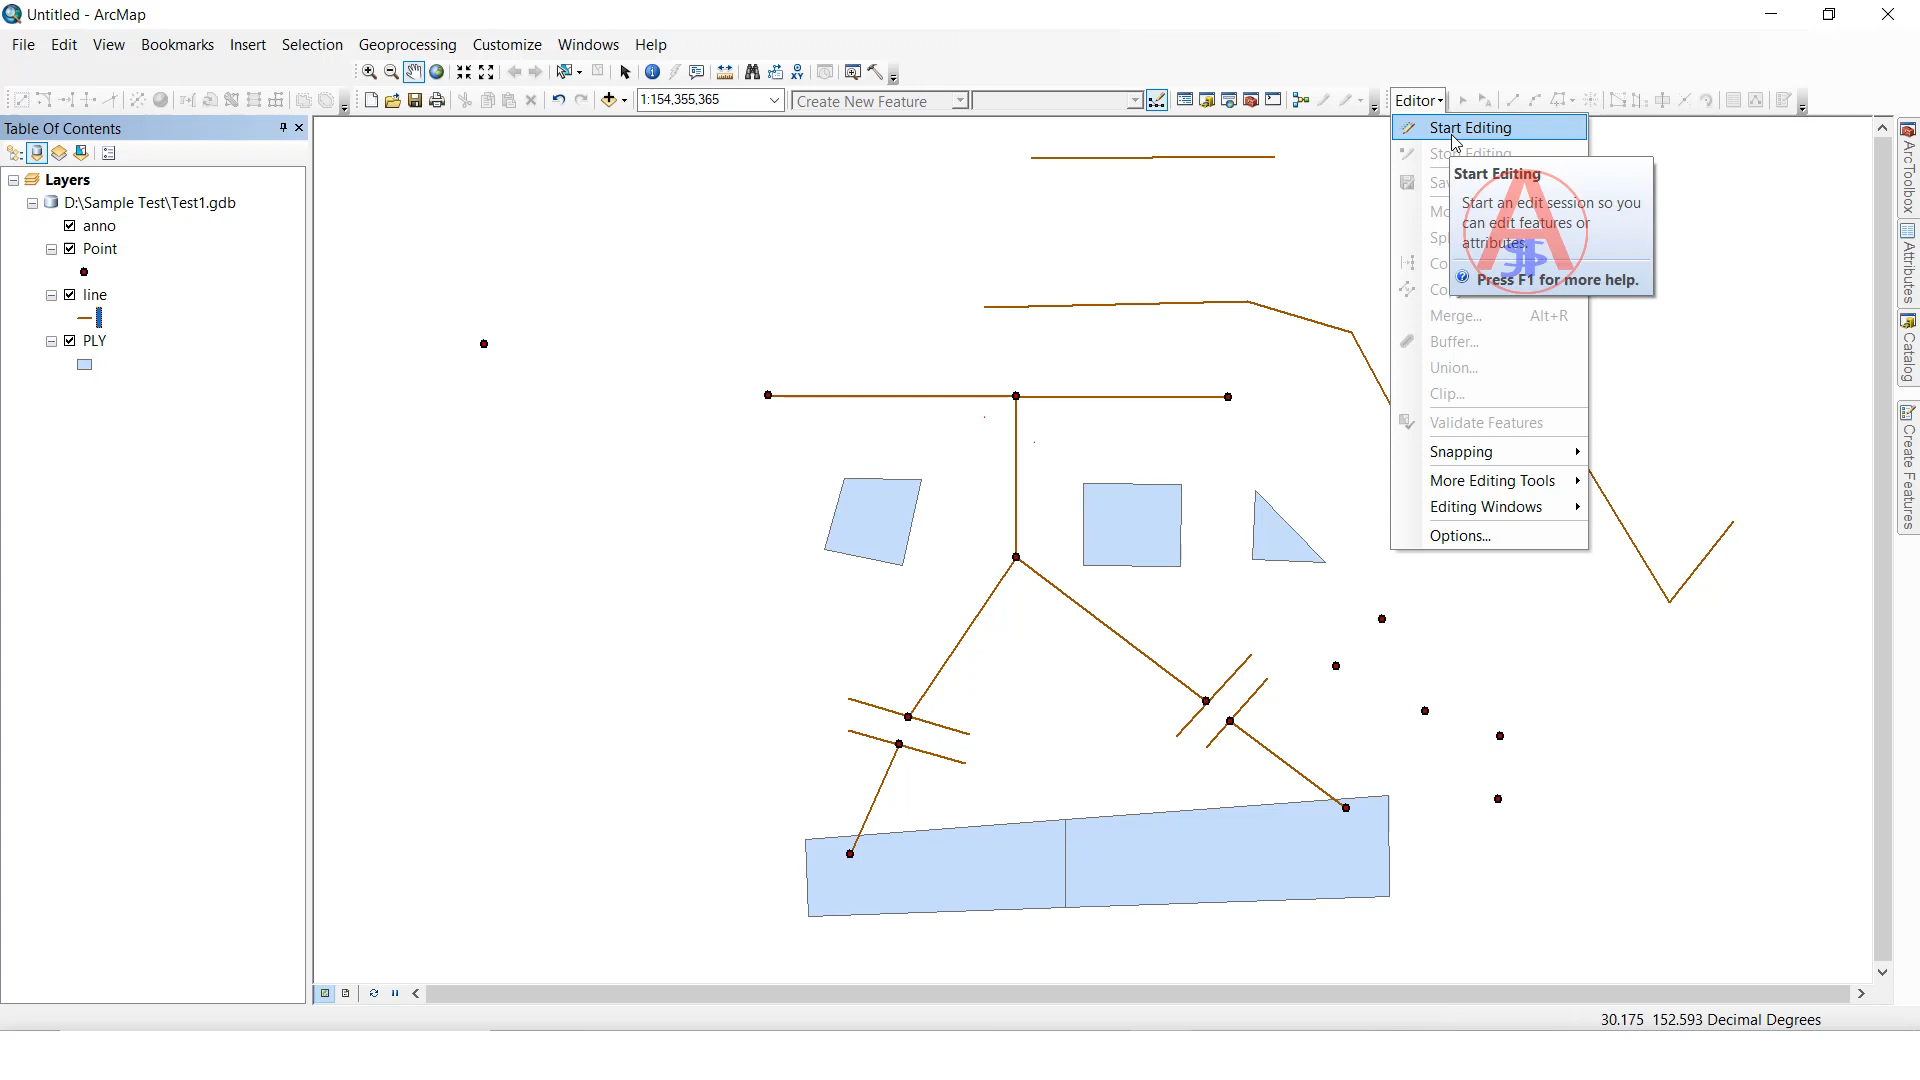 Untitled - ArcMap
File Edit View Bookmarks Insert Selection Geoprocessing Customize Windows Help
1:154,355,365 Create New Feature Editor
Table Of Contents
Layers
D:\Sample Test\Test1.gdb
anno
Point
line
PLY
Start Editing
Stop Editing
Start Editing
Start an edit session so you
can edit features or
attributes.
Press F1 for more help.
Merge... Alt+R
Buffer...
Union...
Clip...
Validate Features
Snapping
More Editing Tools
Editing Windows
Options...
ArcToolbox
Attributes
Catalog
Create Features
30.175 152.593 Decimal Degrees